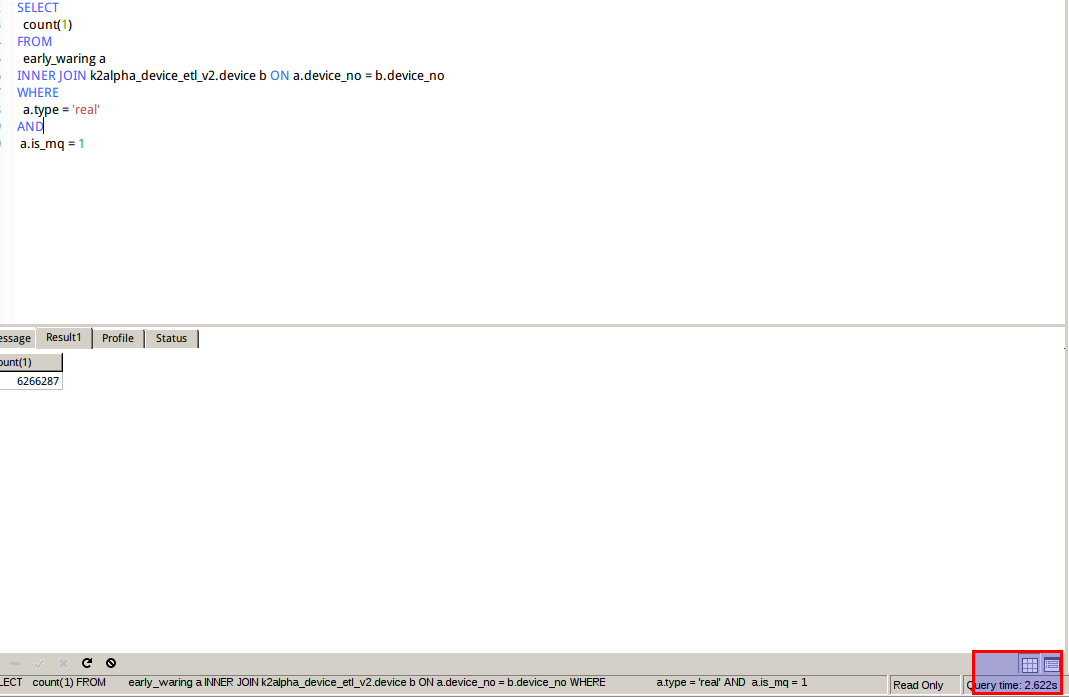 SELECT
count(1)
FROM
early_waring a
INNER JOIN k2alpha_device_etl_v2.device b ON a.device_no = b.device_no
WHERE
a.type = 'real'
AND
a.is_mq = 1
essage Result1 Profile Status
ount(1)
6266287
LECT count(1) FROM early_waring a INNER JOIN k2alpha_device_etl_v2.device b ON a.device_no = b.device_no WHERE a.type = 'real' AND a.is_mq = 1 Read Only Query time: 2.622s